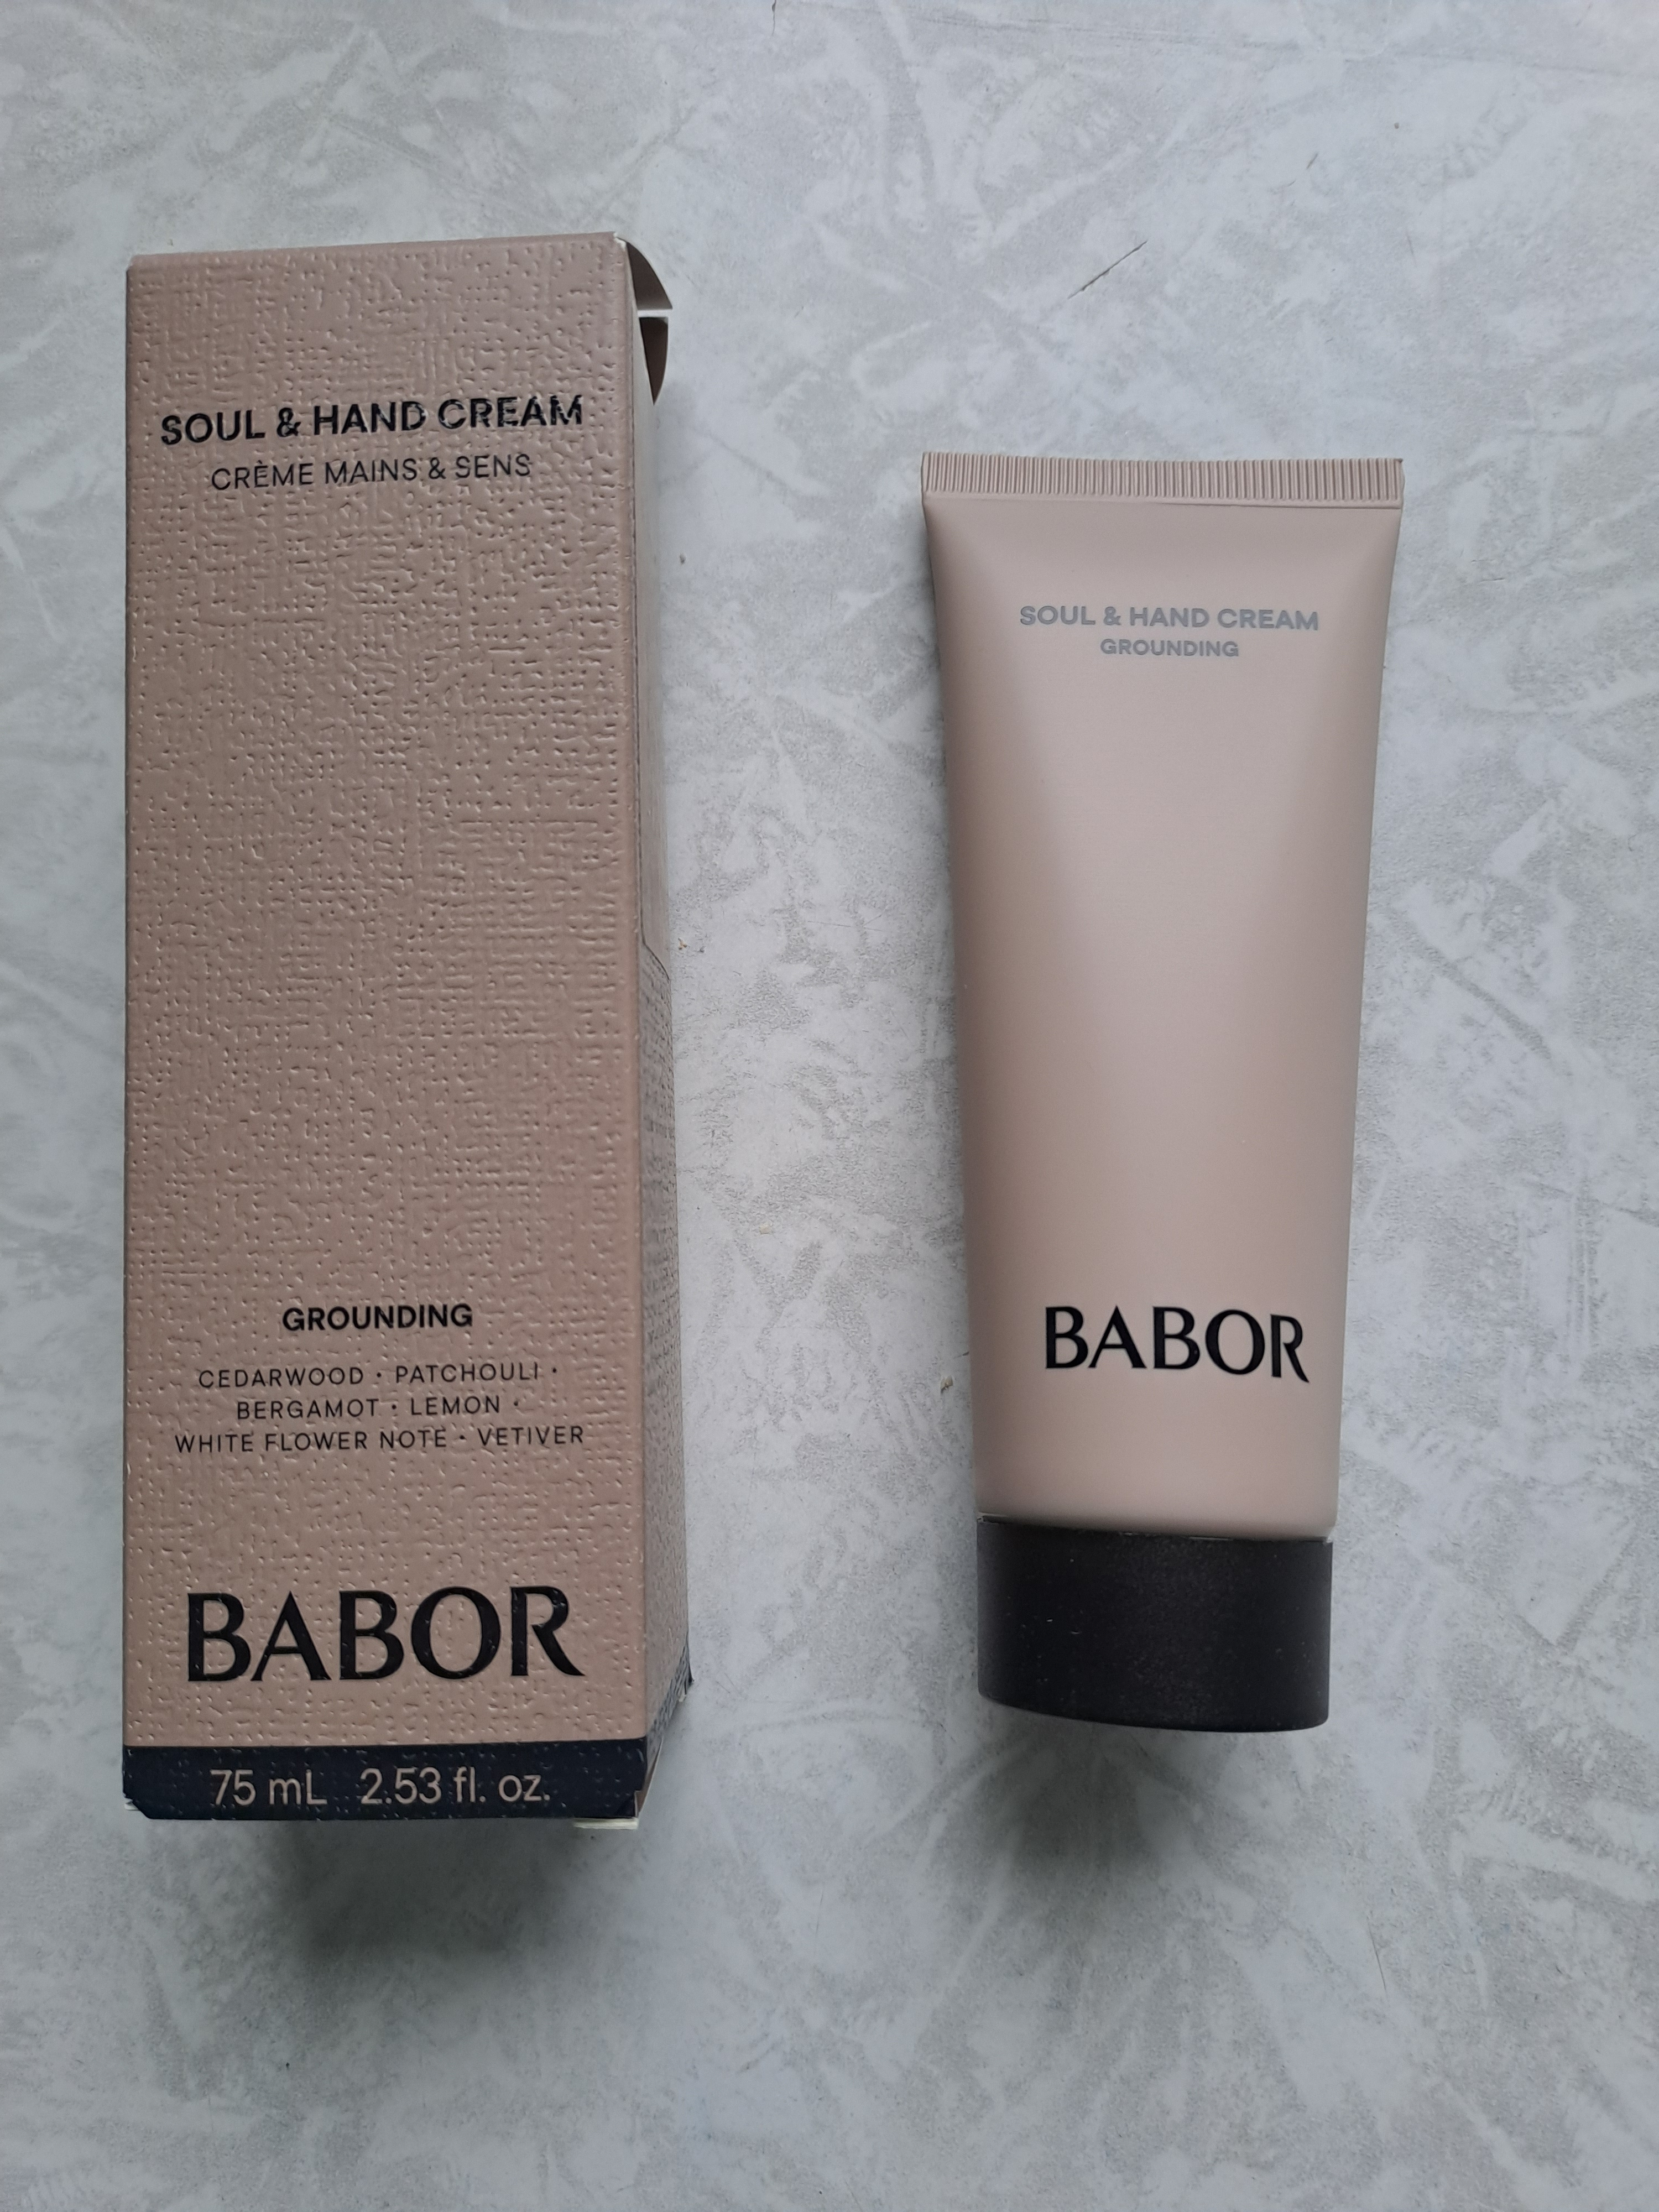 SOUL & HAND CREAM
CRÈME MAINS & SENS
GROUNDING
CEDARWOOD · PATCHOULI ·
BERGAMOT · LEMON ·
WHITE FLOWER NOTE · VETIVER
BABOR
75 mL 2.53 fl. oz.
SOUL & HAND CREAM
GROUNDING
BABOR